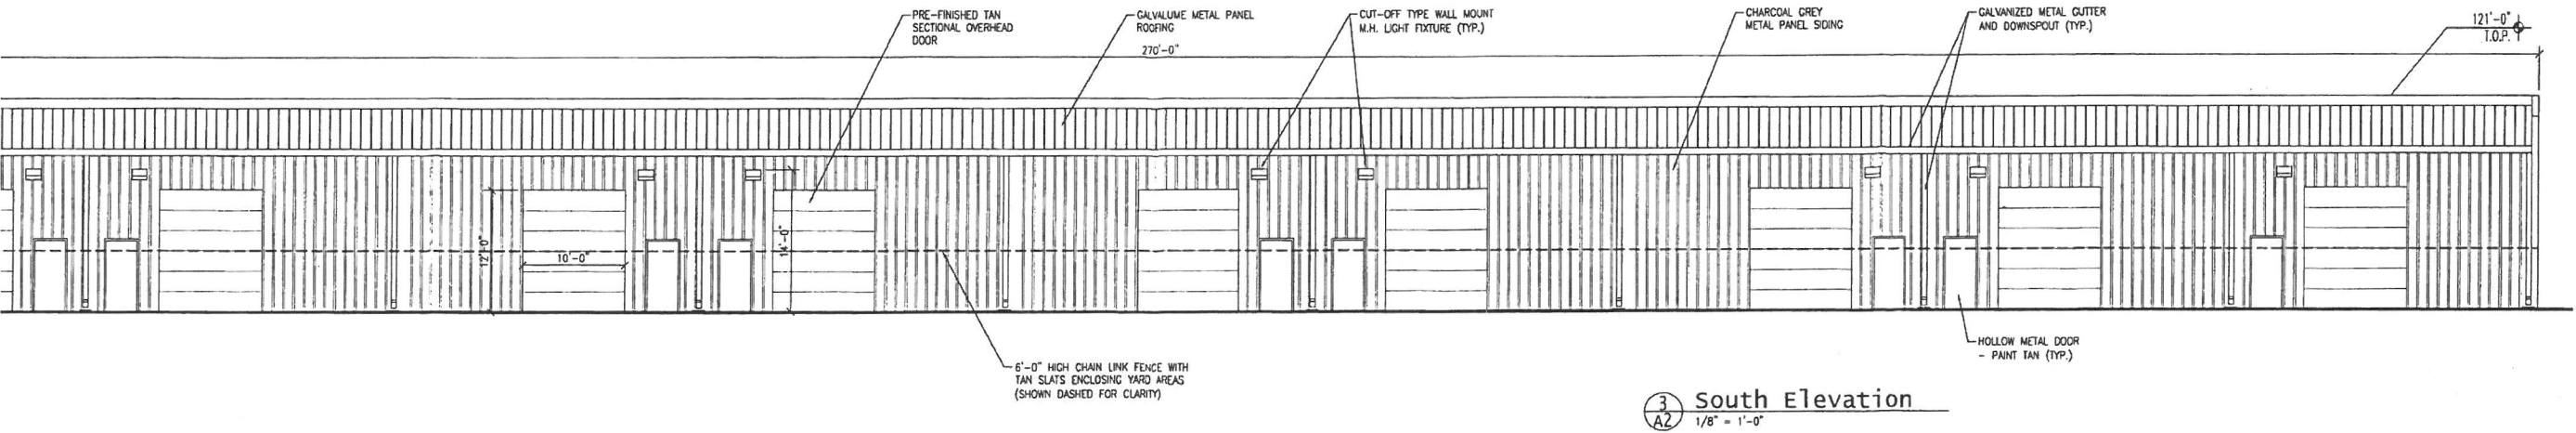 PRE-FINISHED TAN
SECTIONAL OVERHEAD
DOOR
GALVALUME METAL PANEL
ROOFING
270'-0"
CUT-OFF TYPE WALL MOUNT
M.H. LIGHT FIXTURE (TYP.)
CHARCOAL GREY
METAL PANEL SIDING
GALVANIZED METAL GUTTER
AND DOWNSPOUT (TYP.)
121'-0"
T.O.P.
12'-0"
10'-0"
14'-0"
6'-0" HIGH CHAIN LINK FENCE WITH
TAN SLATS ENCLOSING YARD AREAS
(SHOWN DASHED FOR CLARITY)
HOLLOW METAL DOOR
- PAINT TAN (TYP.)
3
A2
South Elevation
1/8" = 1'-0"